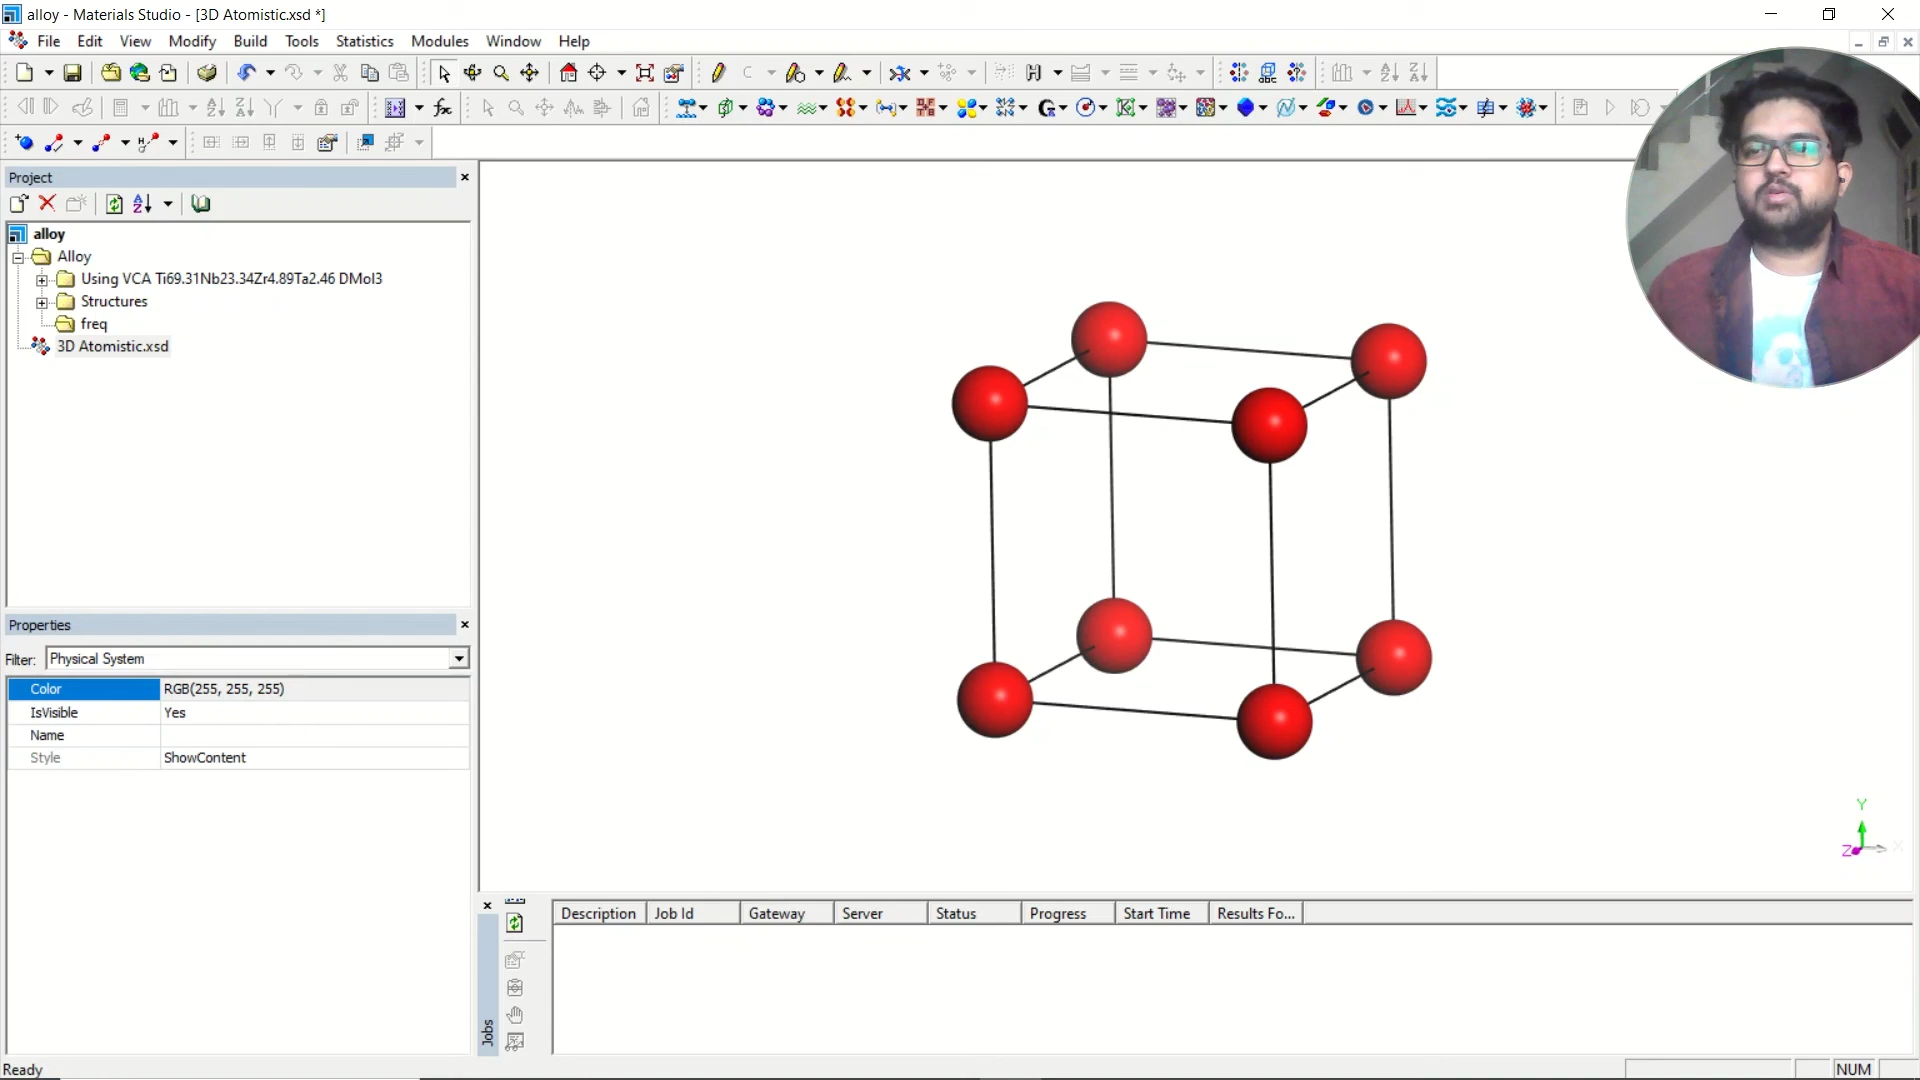 alloy - Materials Studio - [3D Atomistic.xsd *]
File Edit View Modify Build Tools Statistics Modules Window Help
Project
alloy
Alloy
Using VCA Ti69.31Nb23.34Zr4.89Ta2.46 DMol3
Structures
freq
3D Atomistic.xsd
Properties
Filter: Physical System
Color RGB(255, 255, 255)
IsVisible Yes
Name
Style ShowContent
Y
Z X
Jobs
Description Job Id Gateway Server Status Progress Start Time Results Fo...
Ready
NUM